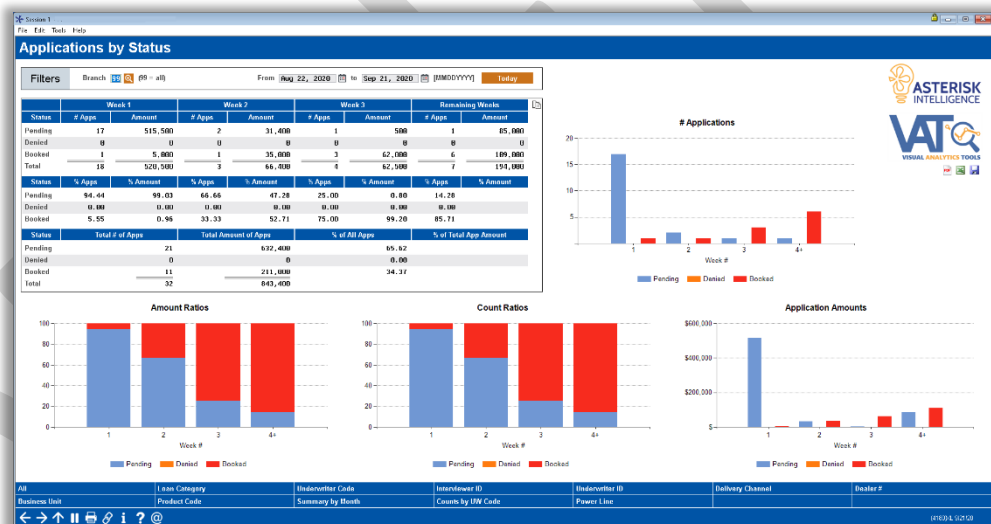 Session 1
File Edit Tools Help
Applications by Status
Filters Branch 99 (99 = all) From Aug 22, 2020 to Sep 21, 2020 [MMDDYYYY] Today
ASTERISK
INTELLIGENCE
VAT
VISUAL ANALYTICS TOOLS
Week 1 Week 2 Week 3 Remaining Weeks
Status # Apps Amount # Apps Amount # Apps Amount # Apps Amount
Pending 17 515,500 2 31,400 1 500 1 85,000
Denied 0 0 0 0 0 0 0 0
Booked 1 5,000 1 35,000 3 62,000 6 109,000
Total 18 520,500 3 66,400 4 62,500 7 194,000
Status % Apps % Amount % Apps % Amount % Apps % Amount % Apps % Amount
Pending 94.44 99.03 66.66 47.28 25.00 0.80 14.28
Denied 0.00 0.00 0.00 0.00 0.00 0.00 0.00
Booked 5.55 0.96 33.33 52.71 75.00 99.20 85.71
Status Total # of Apps Total Amount of Apps % of All Apps % of Total App Amount
Pending 21 632,400 65.62
Denied 0 0 0.00
Booked 11 211,000 34.37
Total 32 843,400
# Applications
20
15
10
5
1 2 3 4+
Week #
Pending Denied Booked
Amount Ratios
100
80
60
40
20
0
1 2 3 4+
Week #
Pending Denied Booked
Count Ratios
100
80
60
40
20
0
1 2 3 4+
Week #
Pending Denied Booked
Application Amounts
$600,000
$400,000
$200,000
$-
1 2 3 4+
Week #
Pending Denied Booked
All Loan Category Underwriter Code Interviewer ID Underwriter ID Delivery Channel Dealer #
Business Unit Product Code Summary by Month Counts by UW Code Power Line
(4180) 4, 9/21/20